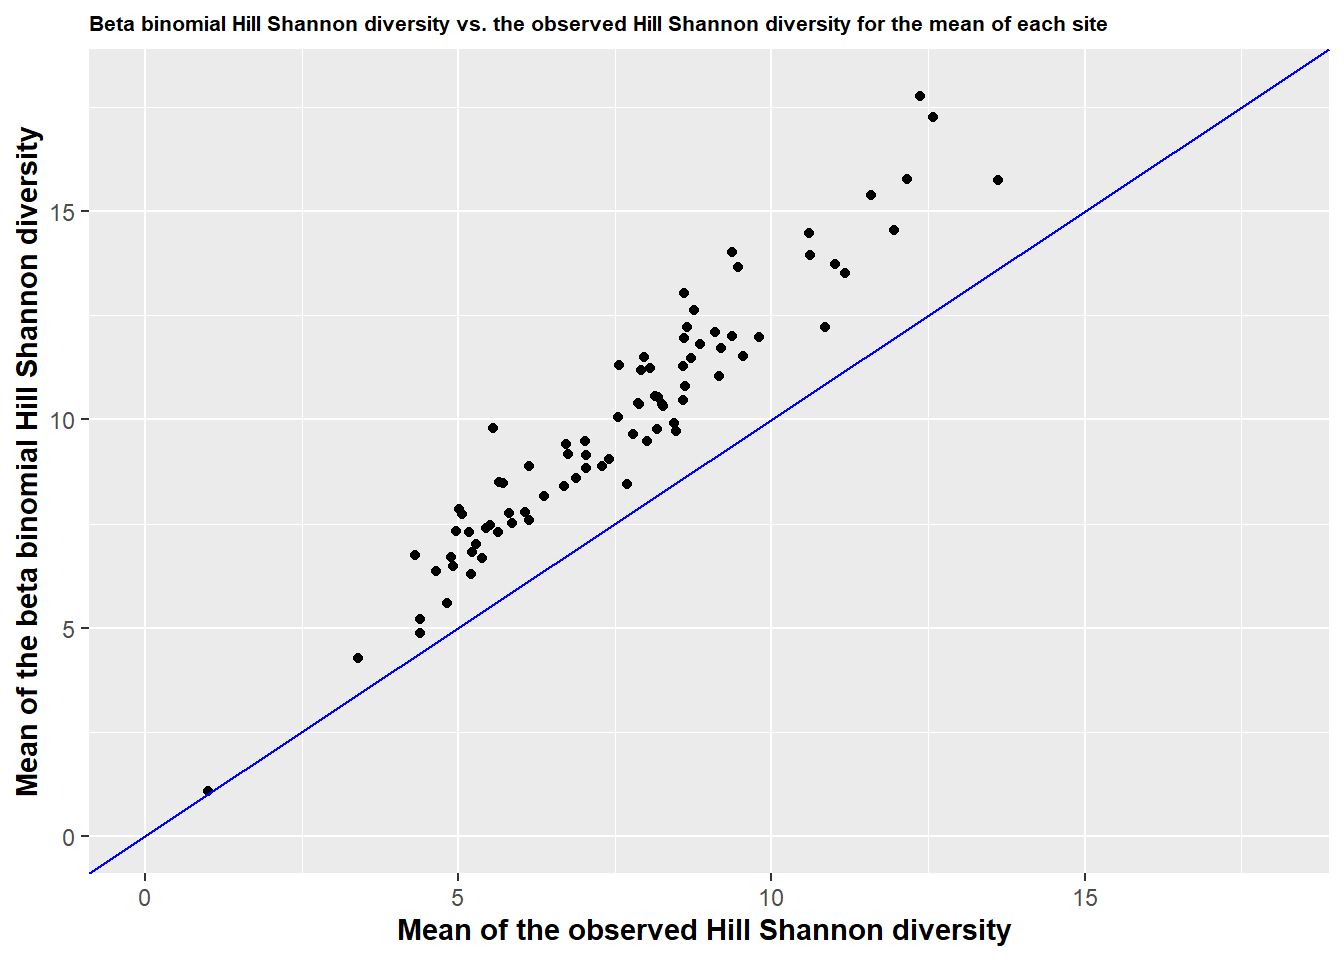 Beta binomial Hill Shannon diversity vs. the observed Hill Shannon diversity for the mean of each site
Mean of the beta binomial Hill Shannon diversity
15
10
5
0
0 5 10 15
Mean of the observed Hill Shannon diversity